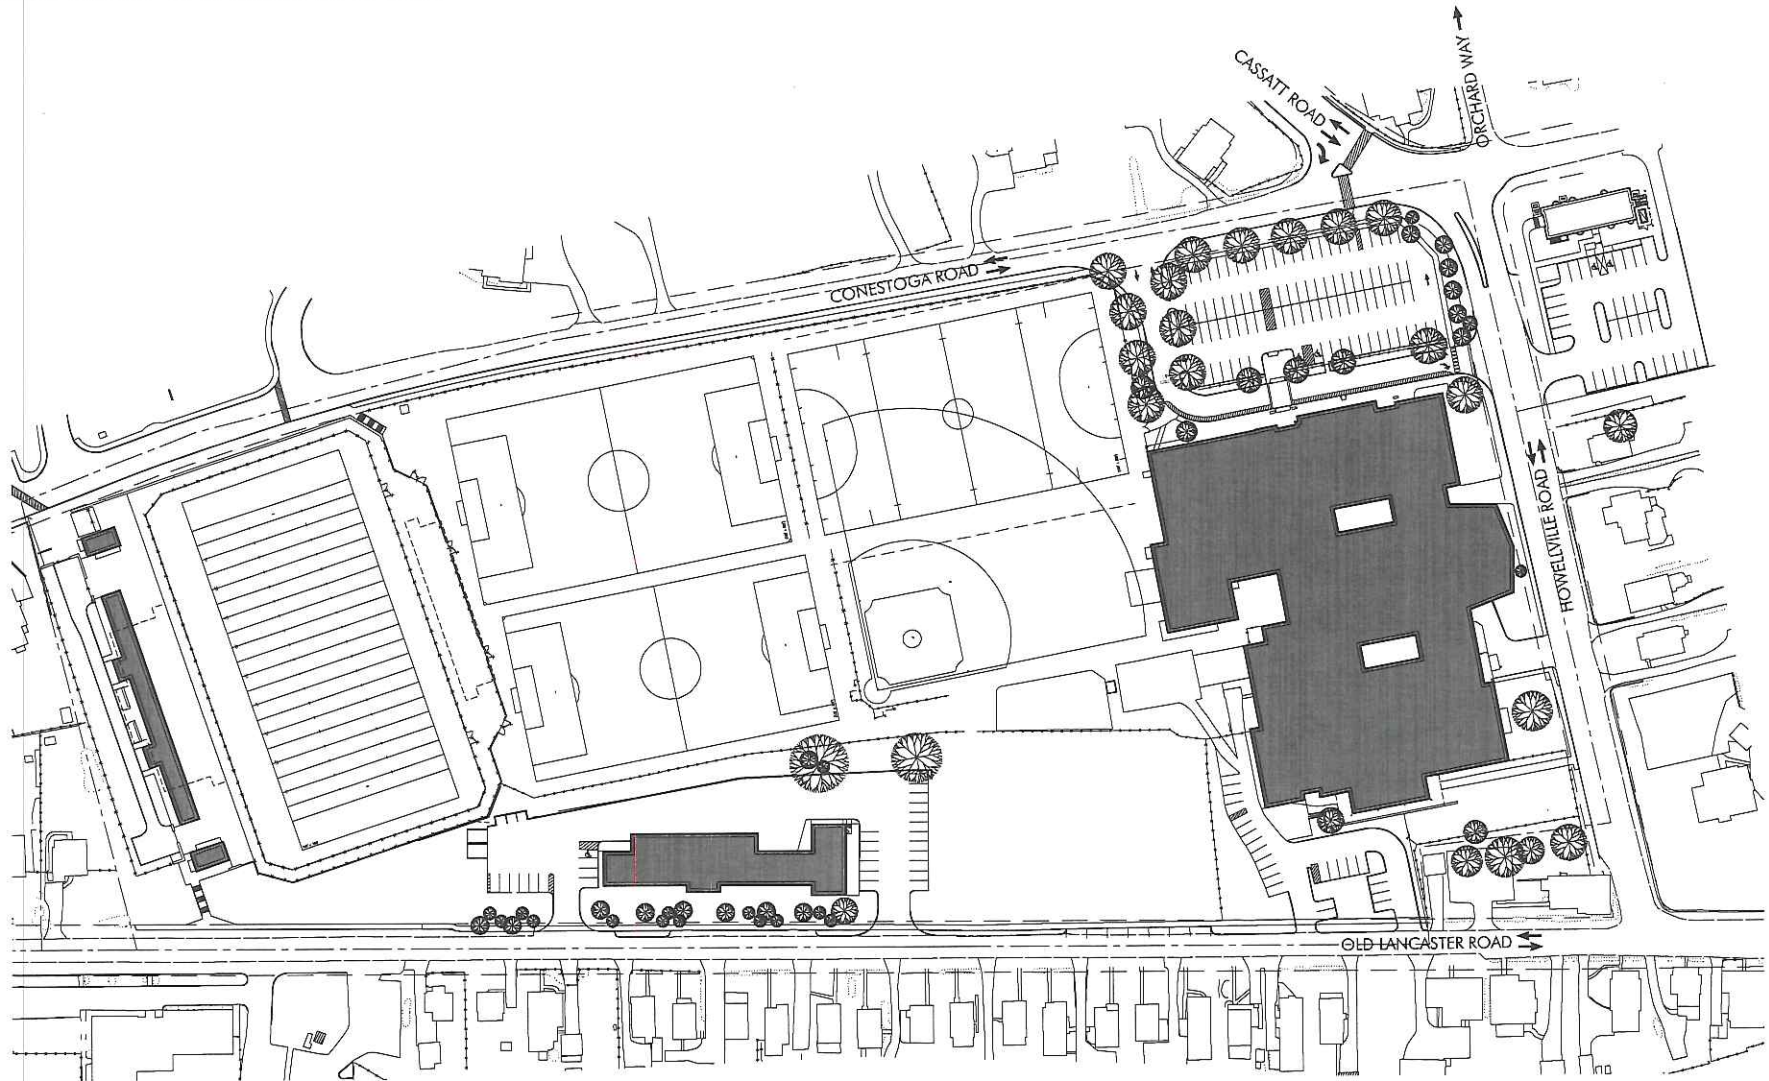 ORCHARD WAY
CASSATT ROAD
CONESTOGA ROAD
HOWELLVILLE ROAD
OLD LANCASTER ROAD